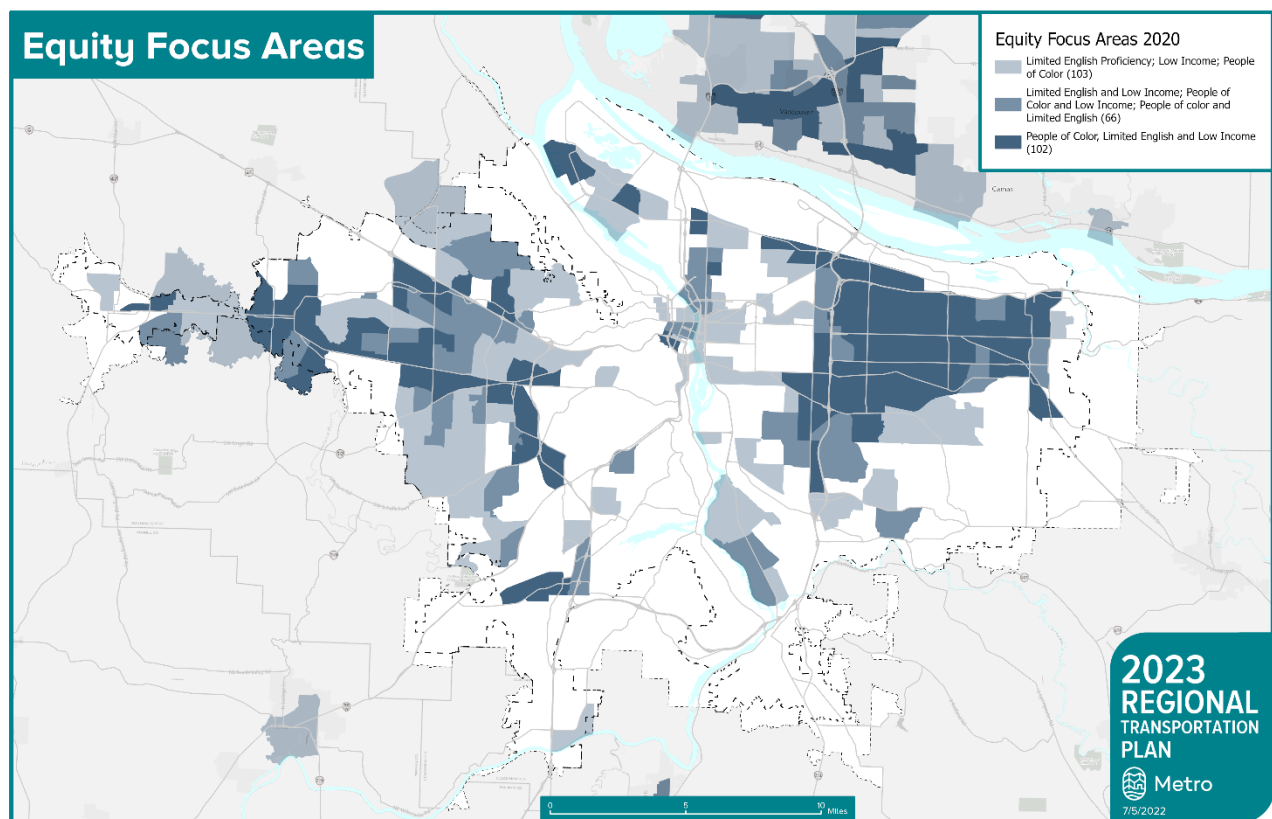 Equity Focus Areas
Equity Focus Areas 2020
Limited English Proficiency; Low Income; People
of Color (103)
Limited English and Low Income; People of
Color and Low Income; People of color and
Limited English (66)
People of Color, Limited English and Low Income
(102)
Vancouver
Camas
2023
REGIONAL
TRANSPORTATION
PLAN
Metro
7/5/2022
0 5 10
Miles